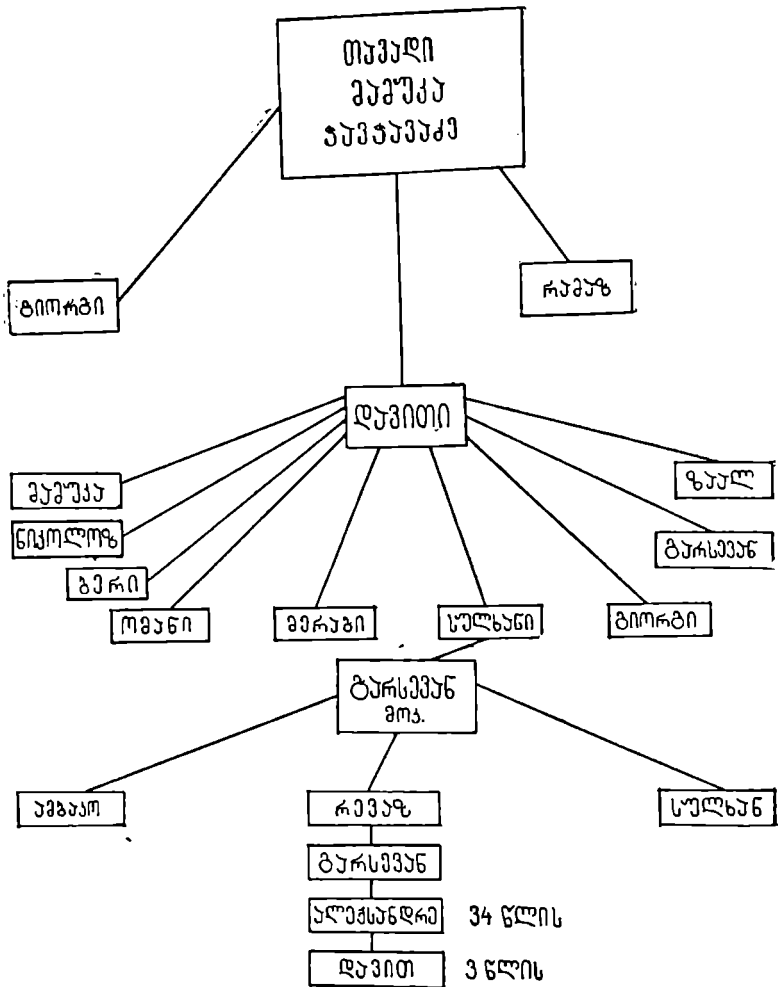 თავადი
მამუკა
ჭავჭავაძე
გიორგი
რამაზ
დავითი
მამუკა
ზაალ
ნიკოლოზ
გარსევან
ბერი
ომანი
მერაბი
სულხანი
გიორგი
გარსევან
მოკ.
ამბაკო
რევაზ
სულხან
გარსევან
ალექსანდრე 34 წლის
დავით 3 წლის